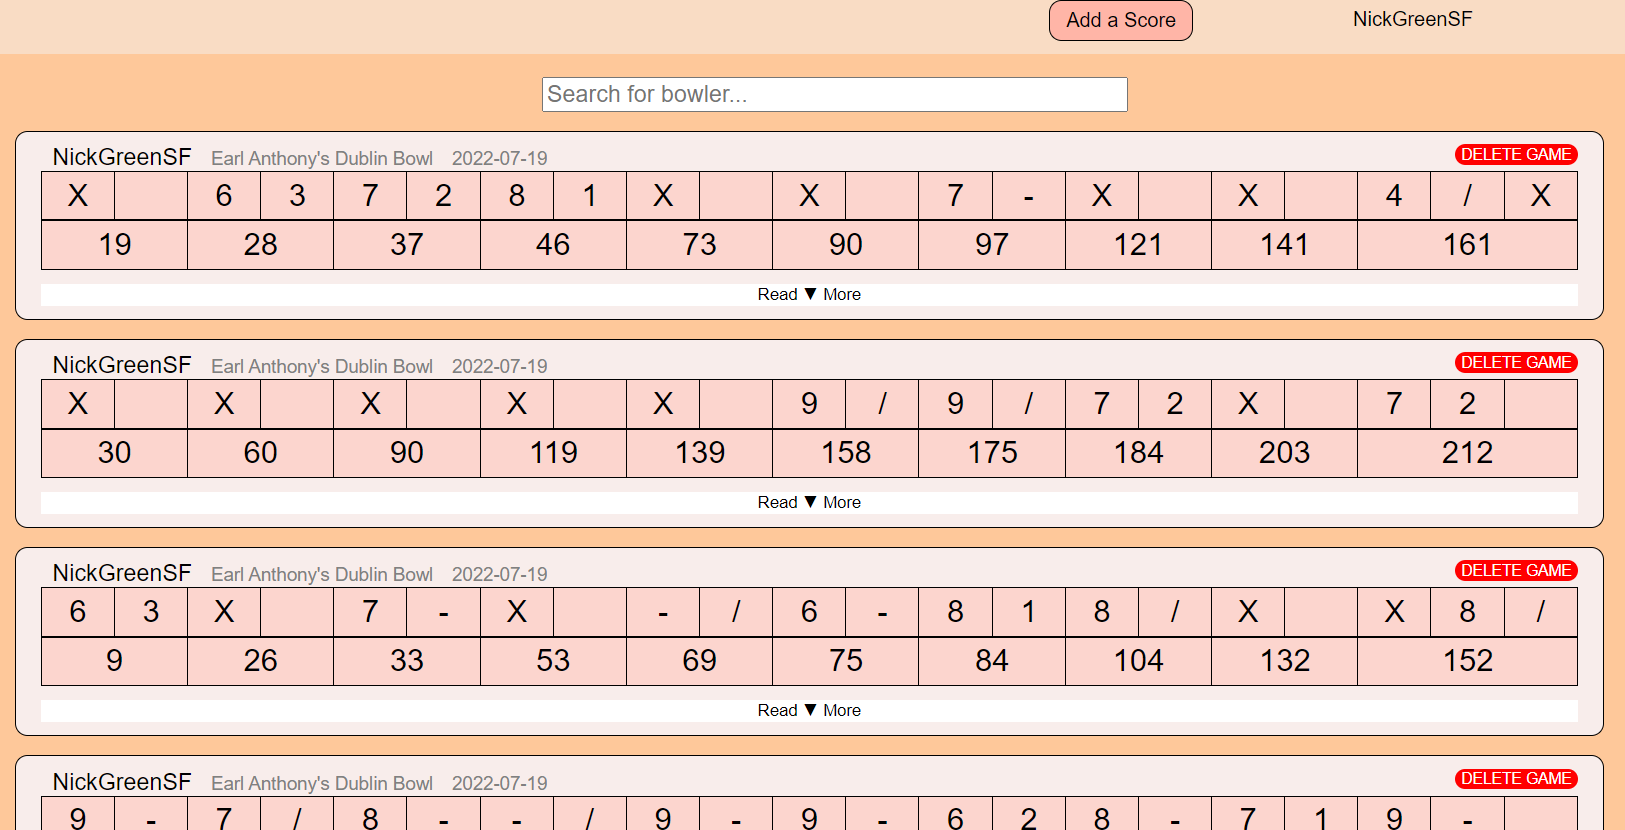 Add a Score NickGreenSF
Search for bowler...
NickGreenSF Earl Anthony's Dublin Bowl 2022-07-19 DELETE GAME
X 6 3 7 2 8 1 X X 7 - X X 4 / X
19 28 37 46 73 90 97 121 141 161
Read ▼ More
NickGreenSF Earl Anthony's Dublin Bowl 2022-07-19 DELETE GAME
X X X X X 9 / 9 / 7 2 X 7 2
30 60 90 119 139 158 175 184 203 212
Read ▼ More
NickGreenSF Earl Anthony's Dublin Bowl 2022-07-19 DELETE GAME
6 3 X 7 - X - / 6 - 8 1 8 / X X 8 /
9 26 33 53 69 75 84 104 132 152
Read ▼ More
NickGreenSF Earl Anthony's Dublin Bowl 2022-07-19 DELETE GAME
9 - 7 / 8 - - / 9 - 9 - 6 2 8 - 7 1 9 -